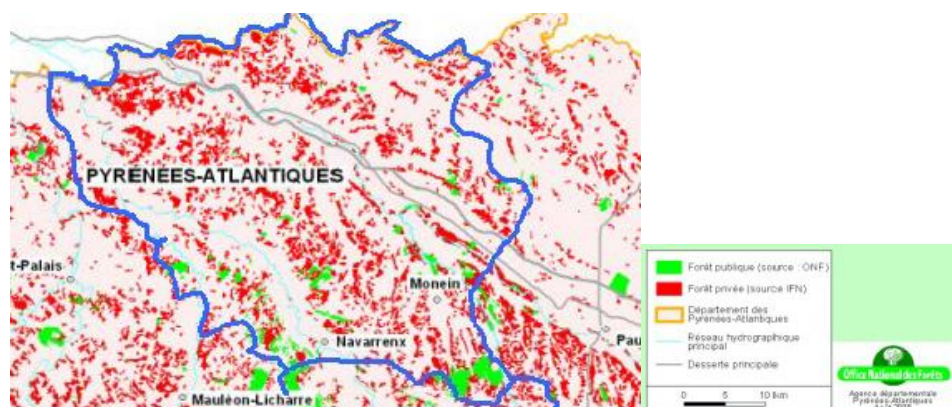 PYRÉNÉES-ATLANTIQUES
t-Palais
Monein
Navarrenx
Pau
Mauléon-Licharre
Forêt publique (source : ONF)
Forêt privée (source IFN)
Département des
Pyrénées-Atlantiques
Réseau hydrographique
principal
Desserte principale
0 5 10 km
Office National des Forêts
Agence départementale
Pyrénées-Atlantiques